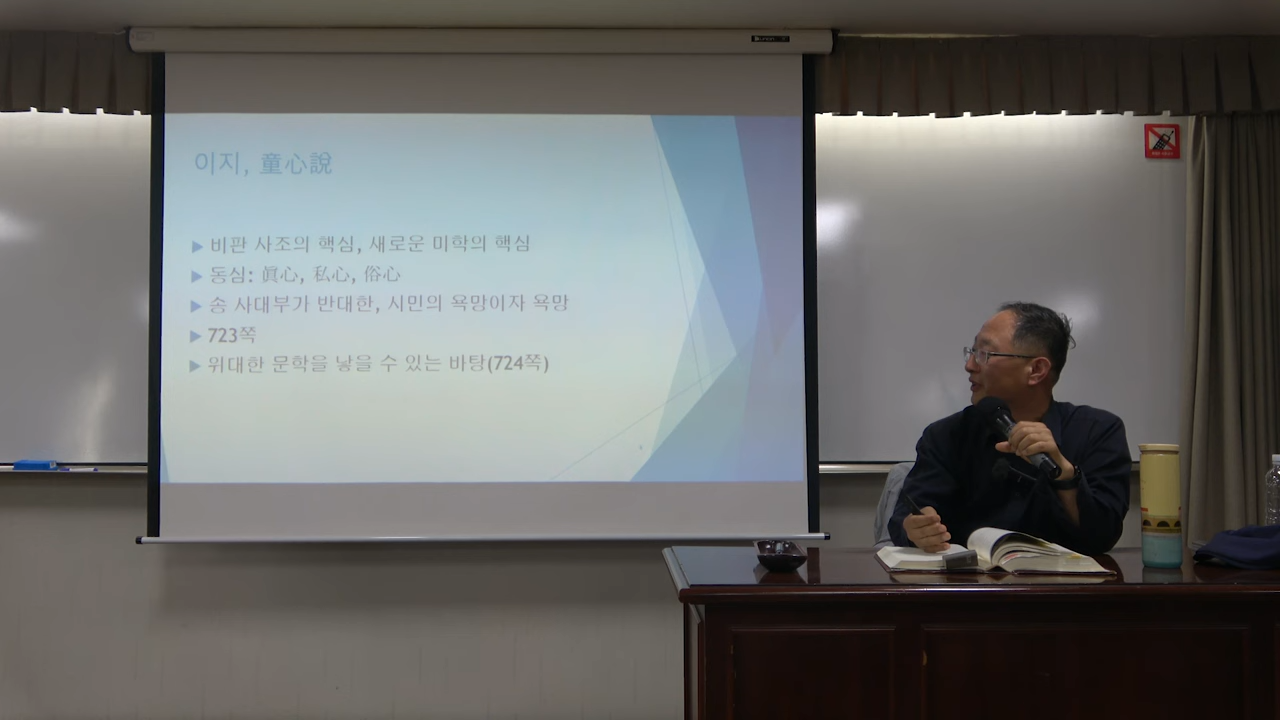 이지, 童心說
비판 사조의 핵심, 새로운 미학의 핵심
동심: 眞心, 私心, 俗心
송 사대부가 반대한, 시민의 욕망이자 욕망
723쪽
위대한 문학을 낳을 수 있는 바탕(724쪽)